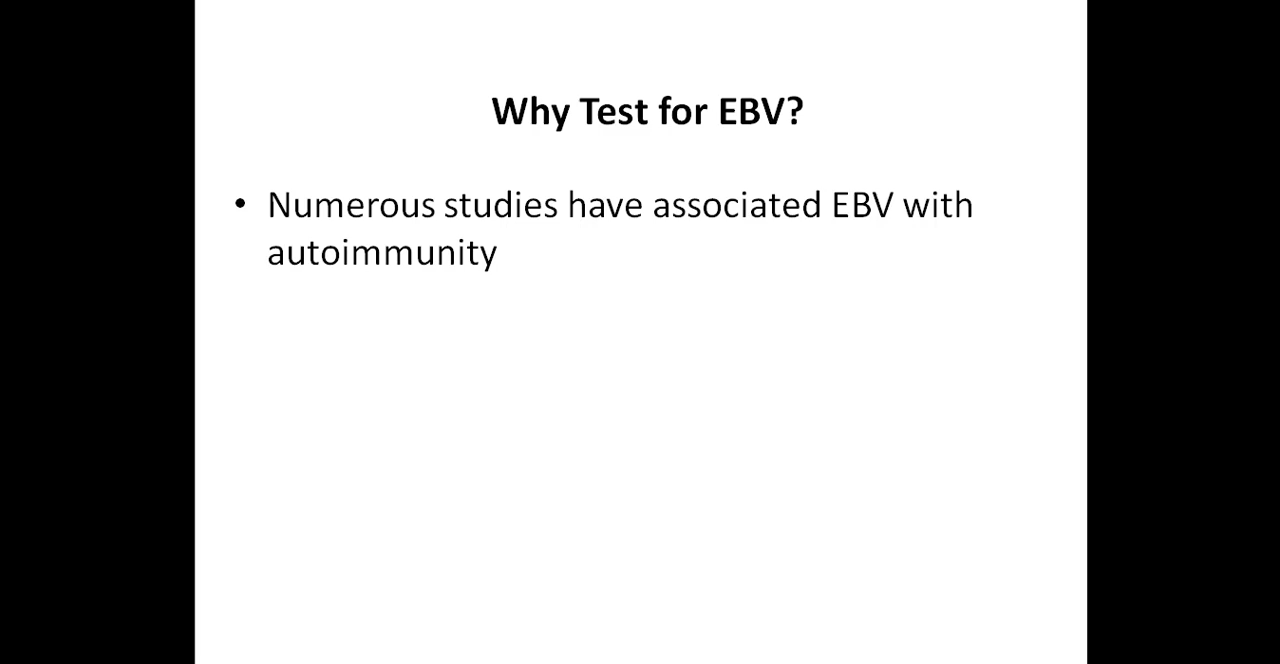 Why Test for EBV?
• Numerous studies have associated EBV with
autoimmunity